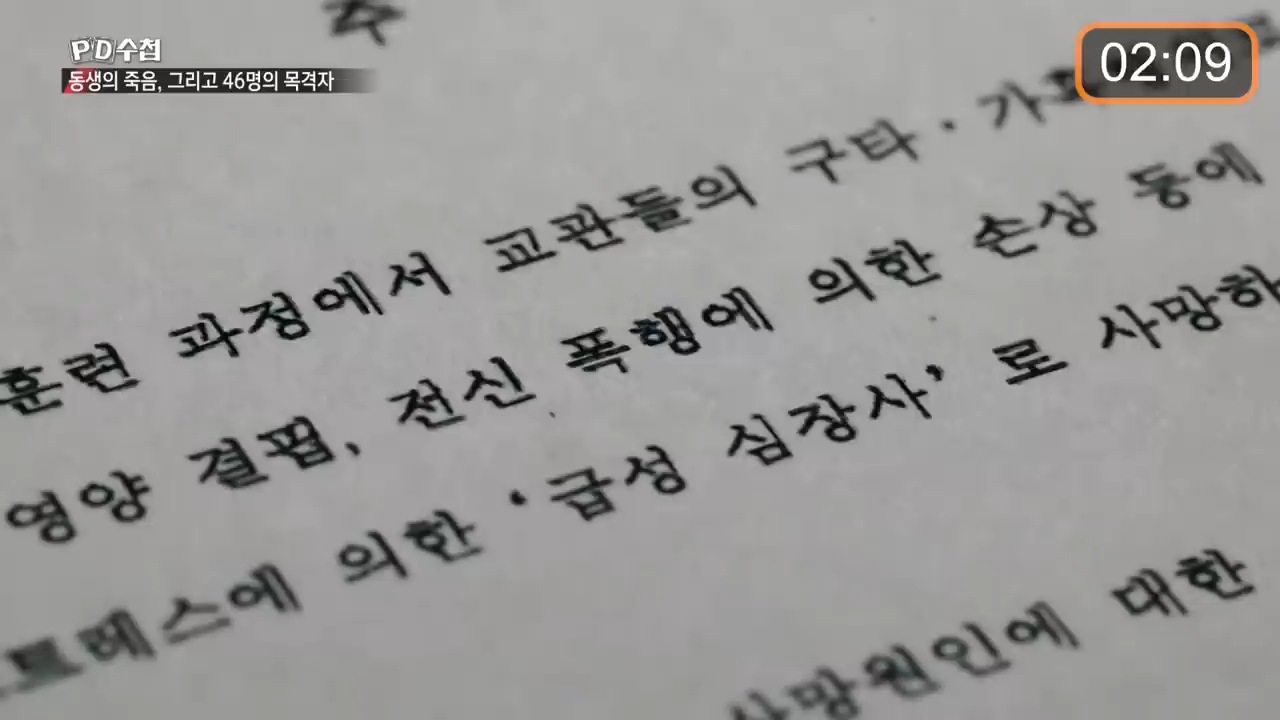 PD수첩
동생의 죽음, 그리고 46명의 목격자
02:09
주
훈련 과정에서 교관들의 구타·가
영양 결핍, 전신 폭행에 의한 손상 등에
트레스에 의한 '급성 심장사' 로 사망하
사망원인에 대한